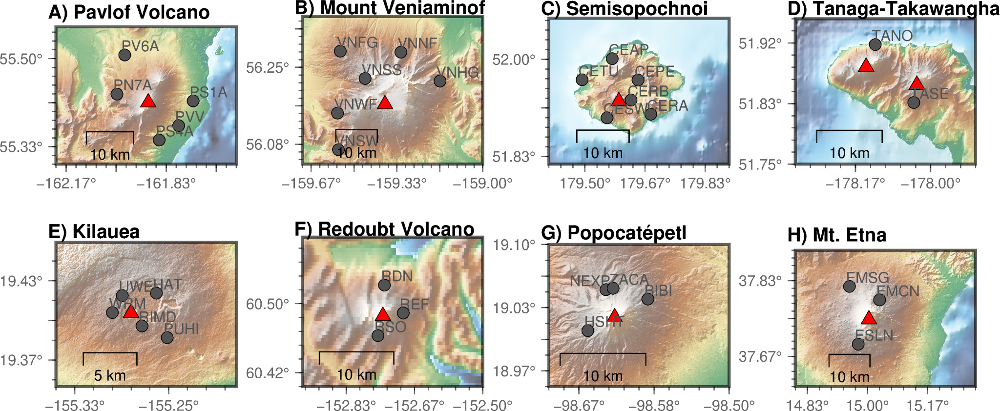 A) Pavlof Volcano
PV6A
PN7A
PS1A
PVV
PS4A
10 km
55.50°
55.33°
−162.17°
−161.83°
B) Mount Veniaminof
VNFG
VNNF
VNSS
VNHG
VNWF
VNSW
10 km
56.25°
56.08°
−159.67°
−159.33°
−159.00°
C) Semisopochnoi
CEAP
CETU
CEPE
CERB
CESW
CERA
10 km
52.00°
51.83°
179.50°
179.67°
179.83°
D) Tanaga-Takawangha
TANO
TASE
10 km
51.92°
51.83°
51.75°
−178.17°
−178.00°
E) Kilauea
UWE
HAT
WRM
RIMD
PUHI
5 km
19.43°
19.37°
−155.33°
−155.25°
F) Redoubt Volcano
RDN
REF
RSO
10 km
60.50°
60.42°
−152.83°
−152.67°
−152.50°
G) Popocatépetl
NEXP
ZACA
BIBI
HSHT
10 km
19.10°
19.03°
18.97°
−98.67°
−98.58°
−98.50°
H) Mt. Etna
EMSG
EMCN
ESLN
10 km
37.83°
37.67°
14.83°
15.00°
15.17°